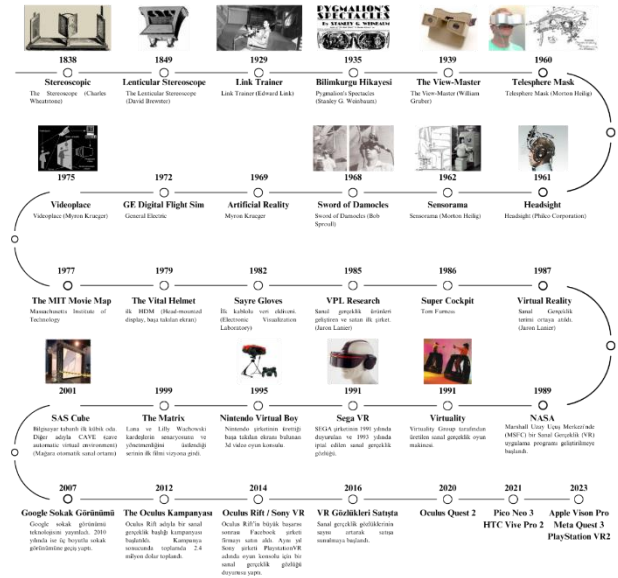 PYGMALION'S
SPECTACLES
By STANLEY G. WEINBAUM
1838
Stereoscopic
The Stereoscope (Charles
Wheatstone)
1849
Lenticular Stereoscope
The Lenticular Stereoscope
(David Brewster)
1929
Link Trainer
Link Trainer (Edward Link)
1935
Bilimkurgu Hikayesi
Pygmalion's Spectacles
(Stanley G. Weinbaum)
1939
The View-Master
The View-Master (William
Gruber)
1960
Telesphere Mask
Telesphere Mask (Morton Heilig)
1975
Videoplace
Videoplace (Myron Krueger)
1972
GE Digital Flight Sim
General Electric
1969
Artificial Reality
Myron Krueger
1968
Sword of Damocles
Sword of Damocles (Bob
Sproull)
1962
Sensorama
Sensorama (Morton Heilig)
1961
Headsight
Headsight (Philco Corporation)
1977
The MIT Movie Map
Massachusetts Institute of
Technology
1979
The Vital Helmet
İlk HDM (Head-mounted
display, başa takılan ekran)
1982
Sayre Gloves
İlk kablolu veri eldiveni.
(Electronic Visualization
Laboratory)
1985
VPL Research
Sanal gerçeklik ürünleri
geliştiren ve satan ilk şirket.
(Jaron Lanier)
1986
Super Cockpit
Tom Furness
1987
Virtual Reality
Sanal Gerçeklik
terimi ortaya atıldı.
(Jaron Lanier)
2001
SAS Cube
Bilgisayar tabanlı ilk kübik oda.
Diğer adıyla CAVE (cave
automatic virtual environment)
(Mağara otomatik sanal ortamı)
1999
The Matrix
Lana ve Lilly Wachowski
kardeşlerin senaryosunu ve
yönetmenliğini üstlendiği
serinin ilk filmi vizyona girdi.
1995
Nintendo Virtual Boy
Nintendo şirketinin ürettiği
başa takılan ekranı bulunan
3d video oyun konsolu.
1991
Sega VR
SEGA şirketinin 1991 yılında
duyurulan ve 1993 yılında
iptal edilen sanal gerçeklik
gözlüğü.
1991
Virtuality
Virtuality Group tarafından
üretilen sanal gerçeklik oyun
makinesi.
1989
NASA
Marshall Uzay Uçuş Merkezi'nde
(MSFC) bir Sanal Gerçeklik (VR)
uygulama programı geliştirilmeye
başlandı.
2007
Google Sokak Görünümü
Google sokak görünümü
teknolojisini yayınladı. 2010
yılında ise üç boyutlu sokak
görünümüne geçiş yaptı.
2012
The Oculus Kampanyası
Oculus Rift adıyla bir sanal
gerçeklik başlığı kampanyası
başlatıldı. Kampanya
sonucunda toplamda 2.4
milyon dolar toplandı.
2014
Oculus Rift / Sony VR
Oculus Rift'in büyük başarısı
sonrası Facebook şirketi
firmayı satın aldı. Aynı yıl
Sony şirketi PlaystationVR
adında oyun konsolu için bir
sanal gerçeklik gözlüğü
duyurusu yaptı.
2016
VR Gözlükleri Satışta
Sanal gerçeklik gözlüklerinin
sayısı artarak satışa
sunulmaya başlandı.
2020
Oculus Quest 2
2021
Pico Neo 3
HTC Vive Pro 2
2023
Apple Vison Pro
Meta Quest 3
PlayStation VR2